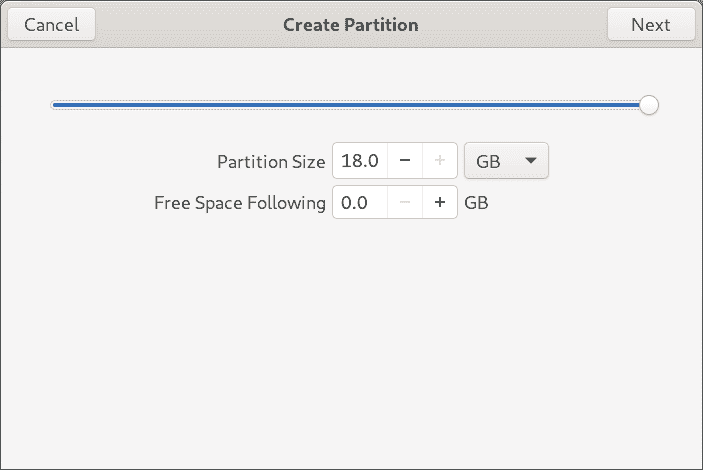 Cancel Create Partition Next
Partition Size 18.0 − + GB
Free Space Following 0.0 − + GB